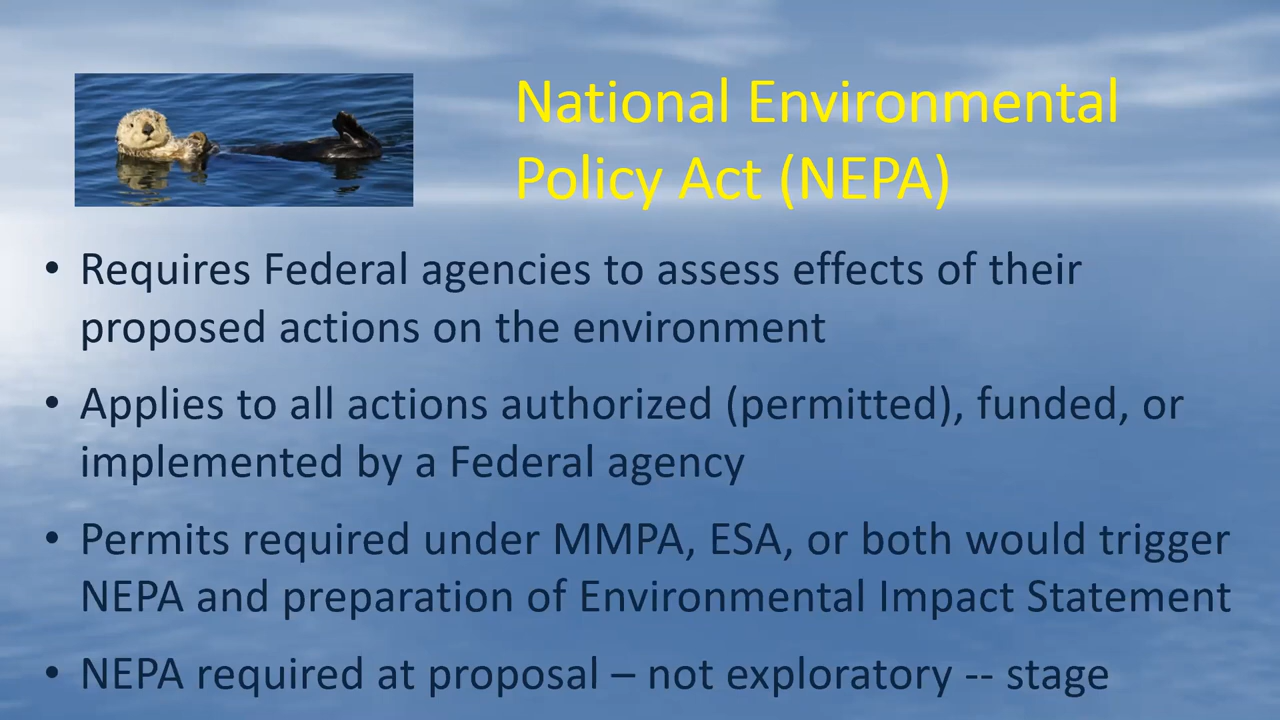 National Environmental
Policy Act (NEPA)
• Requires Federal agencies to assess effects of their
proposed actions on the environment
• Applies to all actions authorized (permitted), funded, or
implemented by a Federal agency
• Permits required under MMPA, ESA, or both would trigger
NEPA and preparation of Environmental Impact Statement
• NEPA required at proposal – not exploratory -- stage